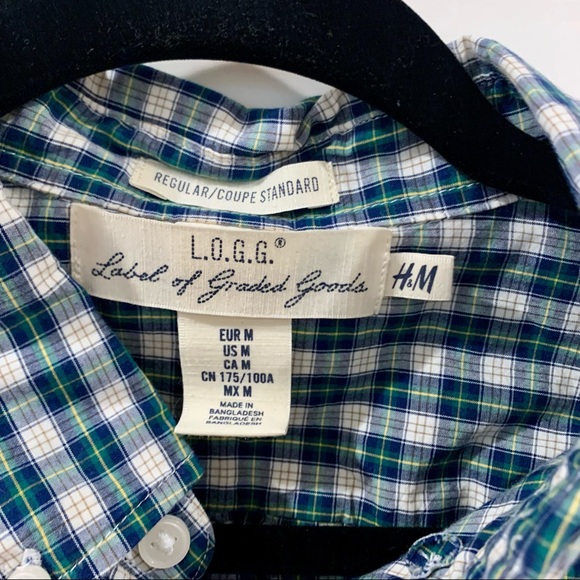 REGULAR/COUPE STANDARD
L.O.G.G.®
Label of Graded Goods
H&M
EUR M
US M
CA M
CN 175/100A
MX M
MADE IN
BANGLADESH
FABRIQUÉ EN
BANGLADESH